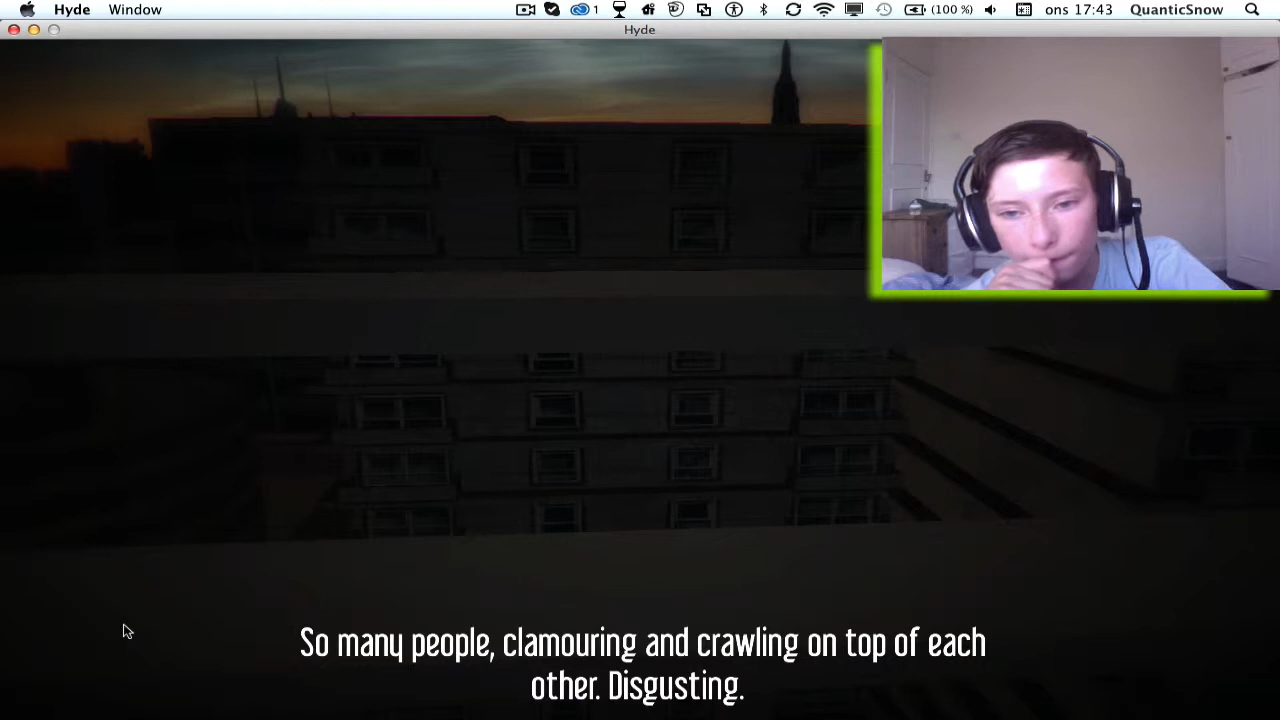 Hyde Window 1 (100 %) ons 17:43 QuanticSnow
Hyde
So many people, clamouring and crawling on top of each
other. Disgusting.